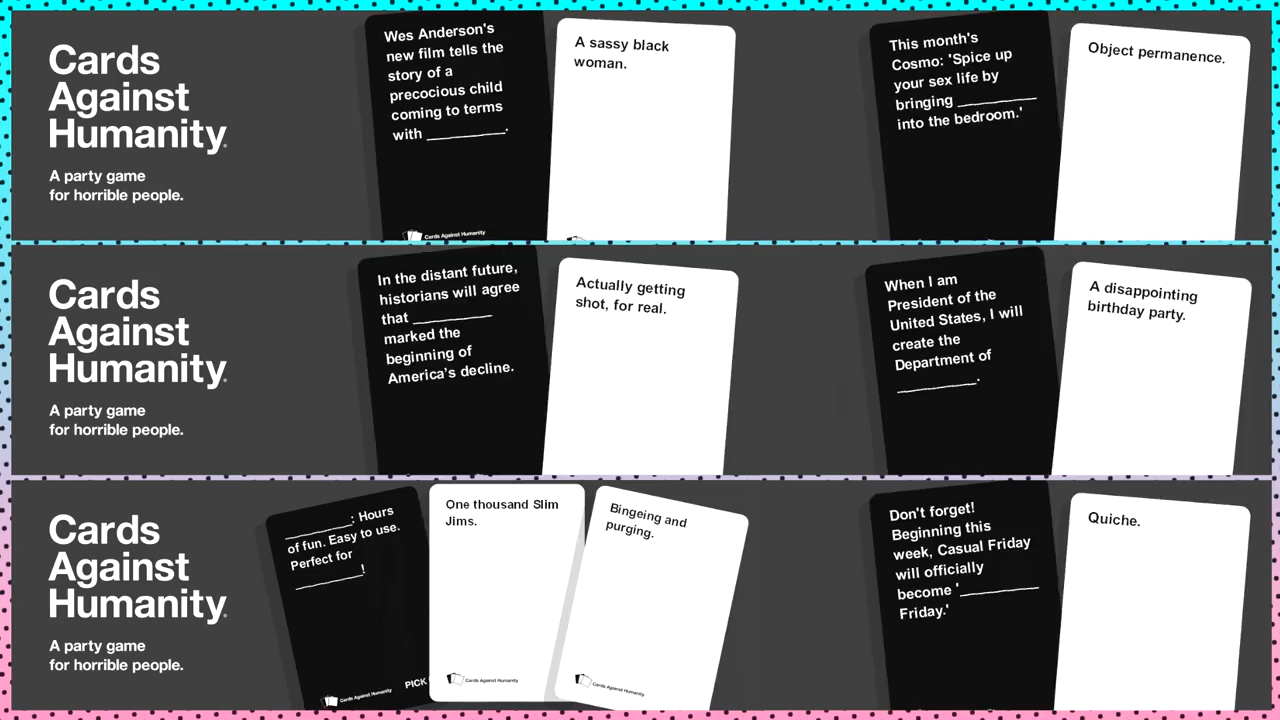 Cards
Against
Humanity
A party game
for horrible people.
Wes Anderson's
new film tells the
story of a
precocious child
coming to terms
with __________.
Cards Against Humanity
A sassy black
woman.
This month's
Cosmo: 'Spice up
your sex life by
bringing __________
into the bedroom.'
Object permanence.
Cards
Against
Humanity
A party game
for horrible people.
In the distant future,
historians will agree
that __________
marked the
beginning of
America's decline.
Actually getting
shot, for real.
When I am
President of the
United States, I will
create the
Department of
__________.
A disappointing
birthday party.
Cards
Against
Humanity
A party game
for horrible people.
__________: Hours
of fun. Easy to use.
Perfect for
__________!
PICK
Cards Against Humanity
One thousand Slim
Jims.
Cards Against Humanity
Bingeing and
purging.
Cards Against Humanity
Don't forget!
Beginning this
week, Casual Friday
will officially
become '__________
Friday.'
Quiche.